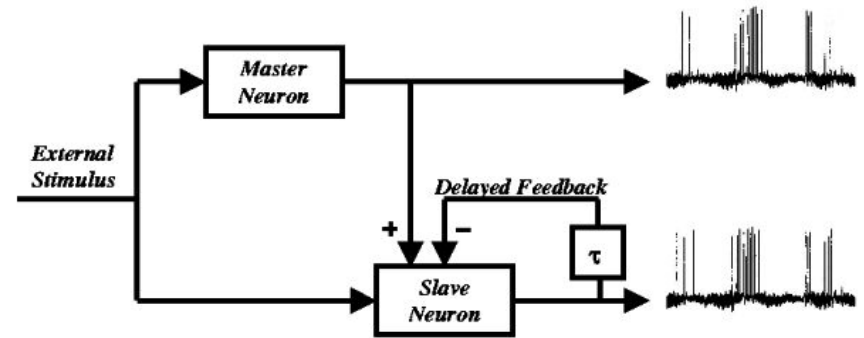 Master
Neuron
External
Stimulus
Delayed Feedback
+
−
τ
Slave
Neuron